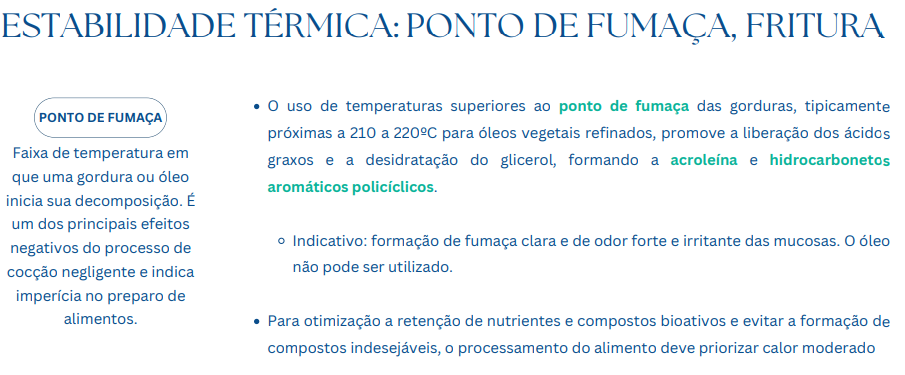 ESTABILIDADE TÉRMICA: PONTO DE FUMAÇA, FRITURA
PONTO DE FUMAÇA
Faixa de temperatura em
que uma gordura ou óleo
inicia sua decomposição. É
um dos principais efeitos
negativos do processo de
cocção negligente e indica
imperícia no preparo de
alimentos.
• O uso de temperaturas superiores ao ponto de fumaça das gorduras, tipicamente
próximas a 210 a 220ºC para óleos vegetais refinados, promove a liberação dos ácidos
graxos e a desidratação do glicerol, formando a acroleína e hidrocarbonetos
aromáticos policíclicos.
◦ Indicativo: formação de fumaça clara e de odor forte e irritante das mucosas. O óleo
não pode ser utilizado.
• Para otimização a retenção de nutrientes e compostos bioativos e evitar a formação de
compostos indesejáveis, o processamento do alimento deve priorizar calor moderado